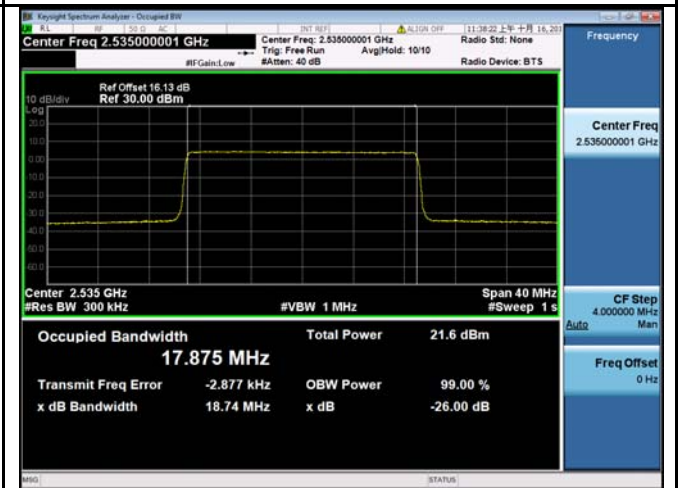 Keysight Spectrum Analyzer - Occupied BW
RL RF 50 Ω AC INT REF ALIGN OFF 11:38:22 上午 十月 16, 201
Center Freq 2.535000001 GHz
Center Freq: 2.535000001 GHz
Radio Std: None
Trig: Free Run Avg|Hold: 10/10
#IFGain:Low #Atten: 40 dB Radio Device: BTS
Frequency
Ref Offset 16.13 dB
10 dB/div Ref 30.00 dBm
Log
20.0
10.0
0.00
10.0
20.0
30.0
40.0
50.0
60.0
Center 2.535 GHz Span 40 MHz
#Res BW 300 kHz #VBW 1 MHz #Sweep 1 s
Occupied Bandwidth Total Power 21.6 dBm
17.875 MHz
Transmit Freq Error -2.877 kHz OBW Power 99.00 %
x dB Bandwidth 18.74 MHz x dB -26.00 dB
Center Freq
2.535000001 GHz
CF Step
4.000000 MHz
Auto Man
Freq Offset
0 Hz
MSG STATUS